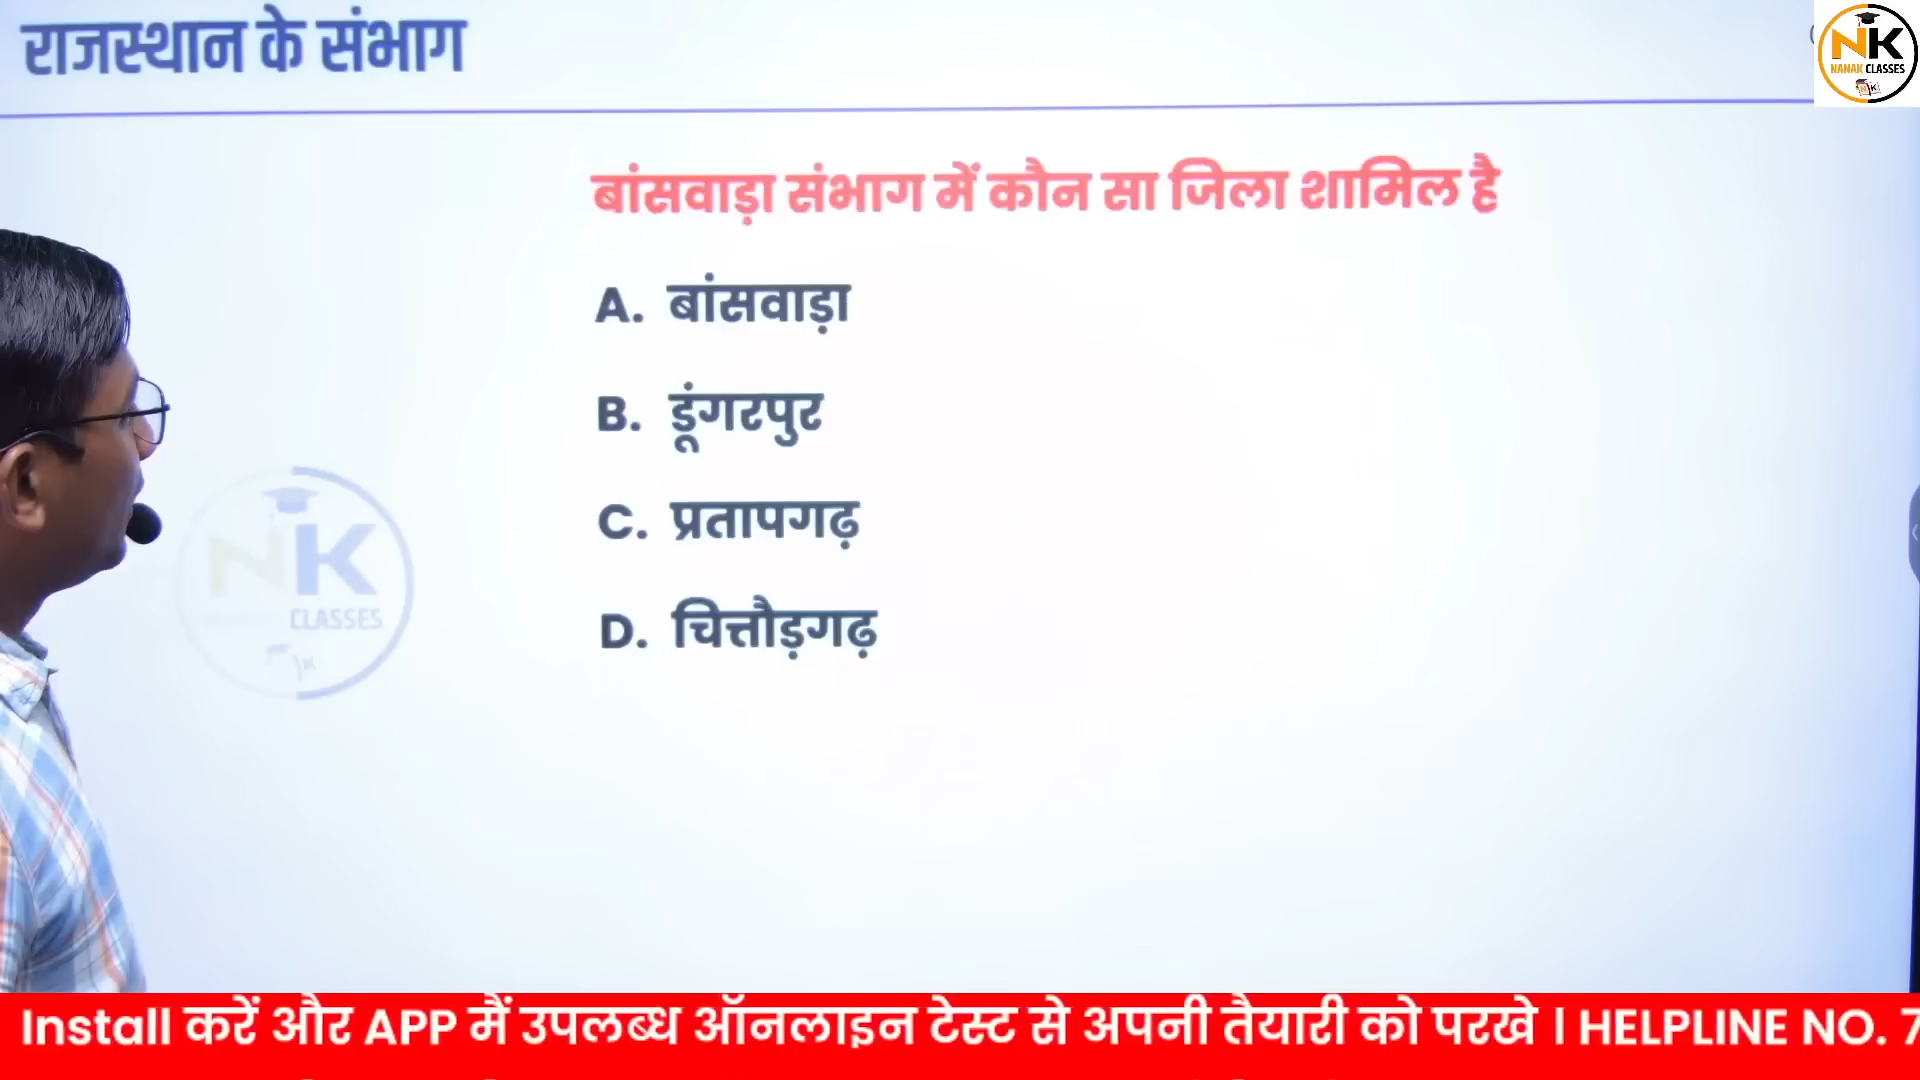 राजस्थान के संभाग
NK
NANAK CLASSES
बांसवाड़ा संभाग में कौन सा जिला शामिल है
A. बांसवाड़ा
B. डूंगरपुर
C. प्रतापगढ़
D. चित्तौड़गढ़
NK
CLASSES
Install करें और APP मैं उपलब्ध ऑनलाइन टेस्ट से अपनी तैयारी को परखे । HELPLINE NO. 7